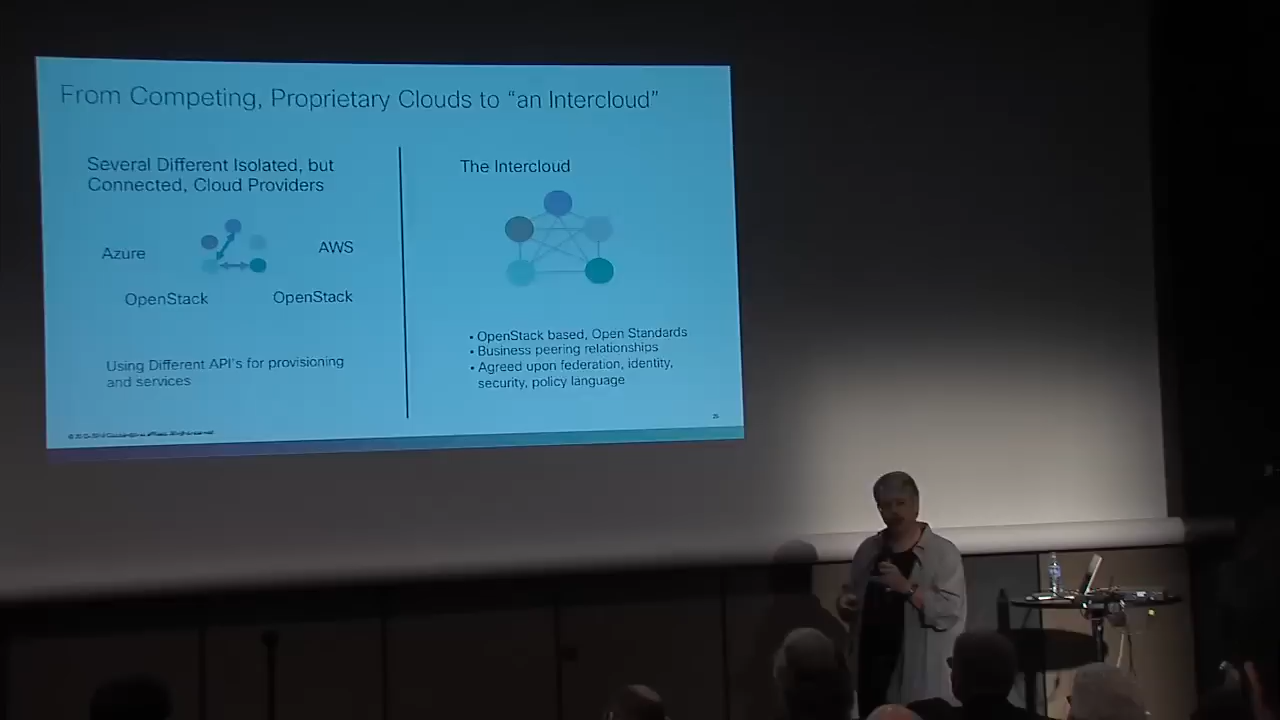 From Competing, Proprietary Clouds to “an Intercloud”
Several Different Isolated, but
Connected, Cloud Providers
Azure
AWS
OpenStack
OpenStack
Using Different API's for provisioning
and services
The Intercloud
• OpenStack based, Open Standards
• Business peering relationships
• Agreed upon federation, identity,
security, policy language